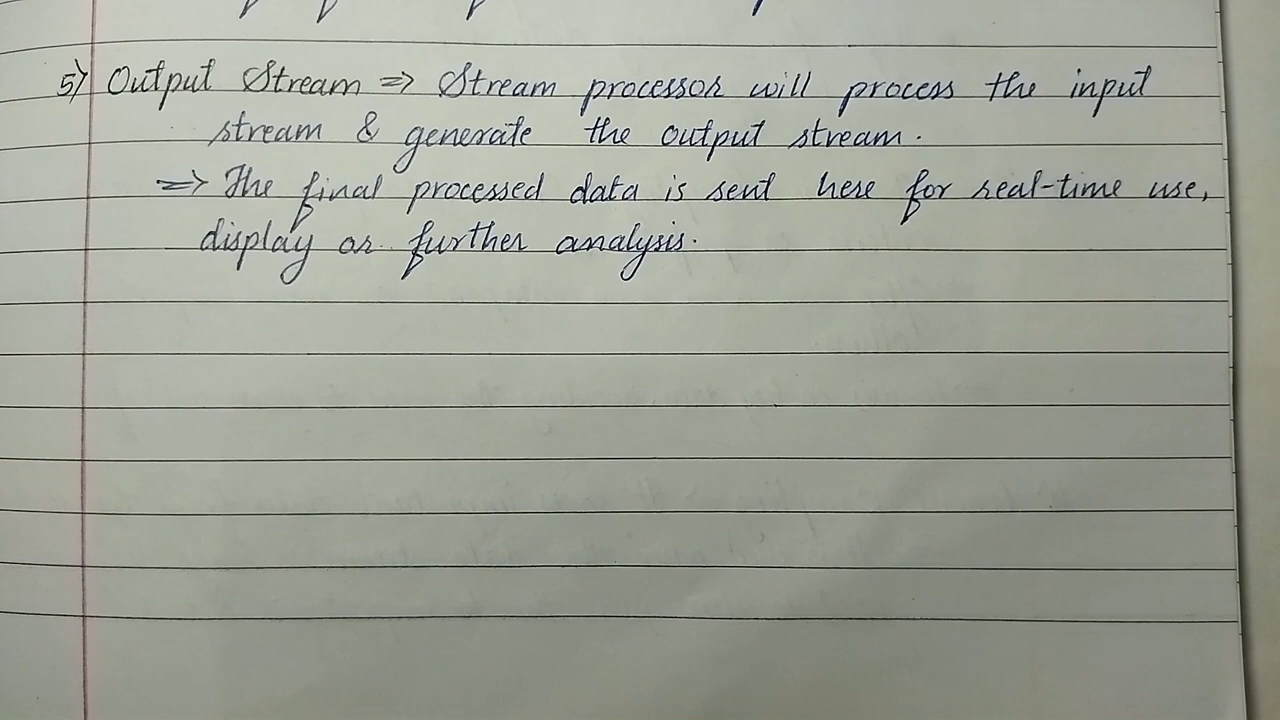 5) Output Stream => Stream processor will process the input
stream & generate the output stream.
=> The final processed data is sent here for real-time use,
display or further analysis.